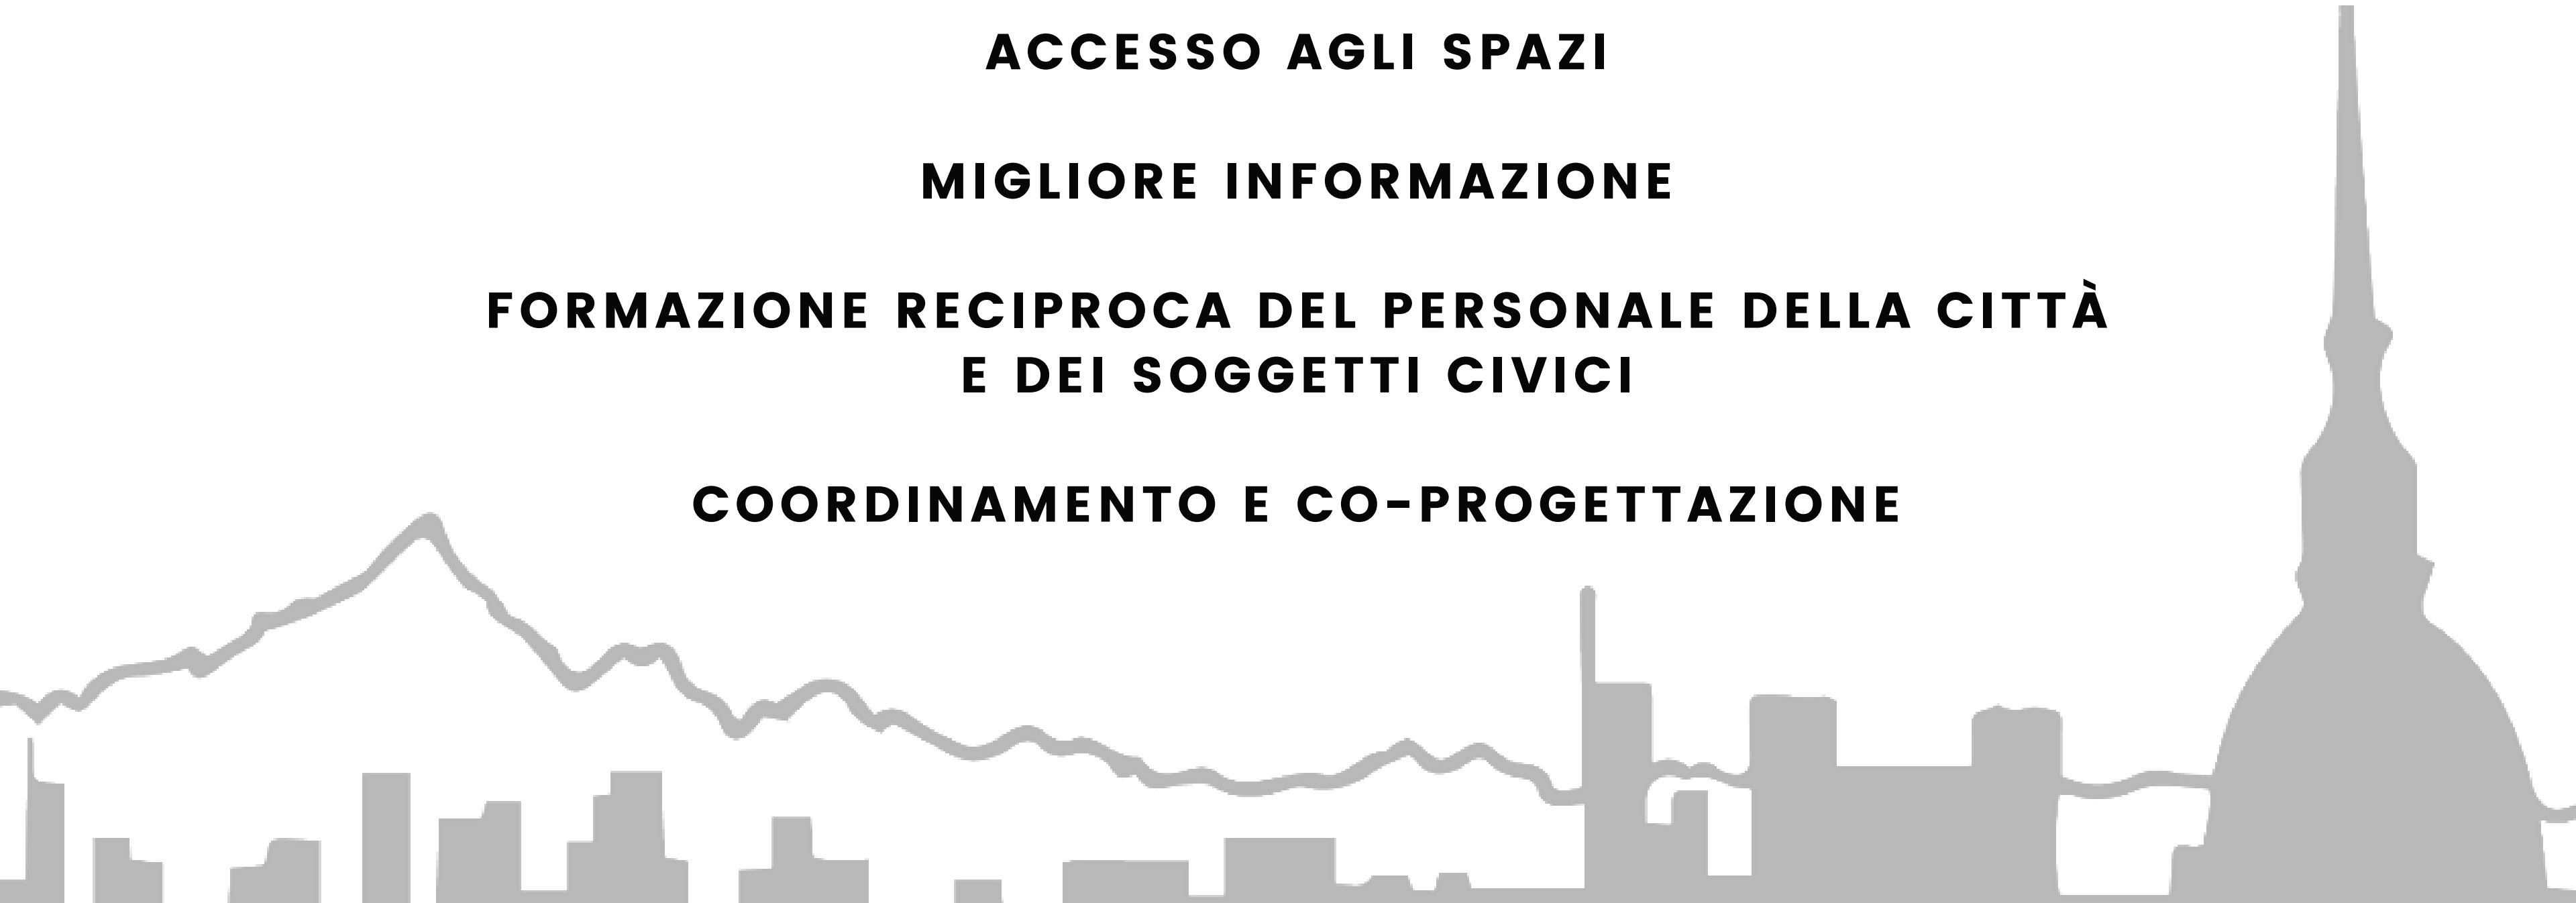 ACCESSO AGLI SPAZI
MIGLIORE INFORMAZIONE
FORMAZIONE RECIPROCA DEL PERSONALE DELLA CITTÀ
E DEI SOGGETTI CIVICI
COORDINAMENTO E CO-PROGETTAZIONE